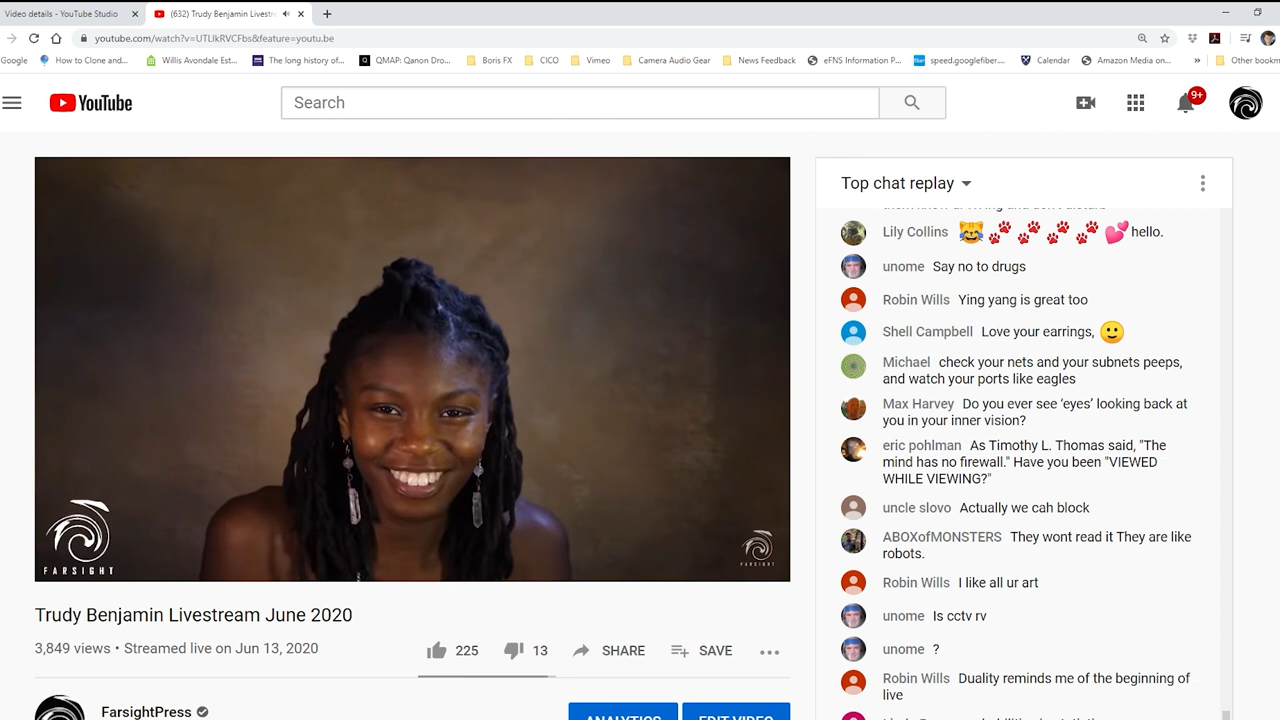 Video details - YouTube Studio
(632) Trudy Benjamin Livestre
youtube.com/watch?v=UTLlkRVCFbs&feature=youtu.be
Google
How to Clone and...
Willis Avondale Est...
The long history of...
QMAP: Qanon Dro...
Boris FX
CICO
Vimeo
Camera Audio Gear
News Feedback
eFNS Information P...
speed.googlefiber....
Calendar
Amazon Media on...
»
Other bookm
YouTube
Search
9+
FARSIGHT
FARSIGHT
Trudy Benjamin Livestream June 2020
3,849 views • Streamed live on Jun 13, 2020
225
13
SHARE
SAVE
FarsightPress
ANALYTICS
EDIT VIDEO
Top chat replay
Lily Collins 😹🐾🐾🐾🐾💕 hello.
unome Say no to drugs
Robin Wills Ying yang is great too
Shell Campbell Love your earrings, 🙂
Michael check your nets and your subnets peeps,
and watch your ports like eagles
Max Harvey Do you ever see ‘eyes’ looking back at
you in your inner vision?
eric pohlman As Timothy L. Thomas said, "The
mind has no firewall." Have you been "VIEWED
WHILE VIEWING?"
uncle slovo Actually we cah block
ABOXofMONSTERS They wont read it They are like
robots.
Robin Wills I like all ur art
unome Is cctv rv
unome ?
Robin Wills Duality reminds me of the beginning of
live